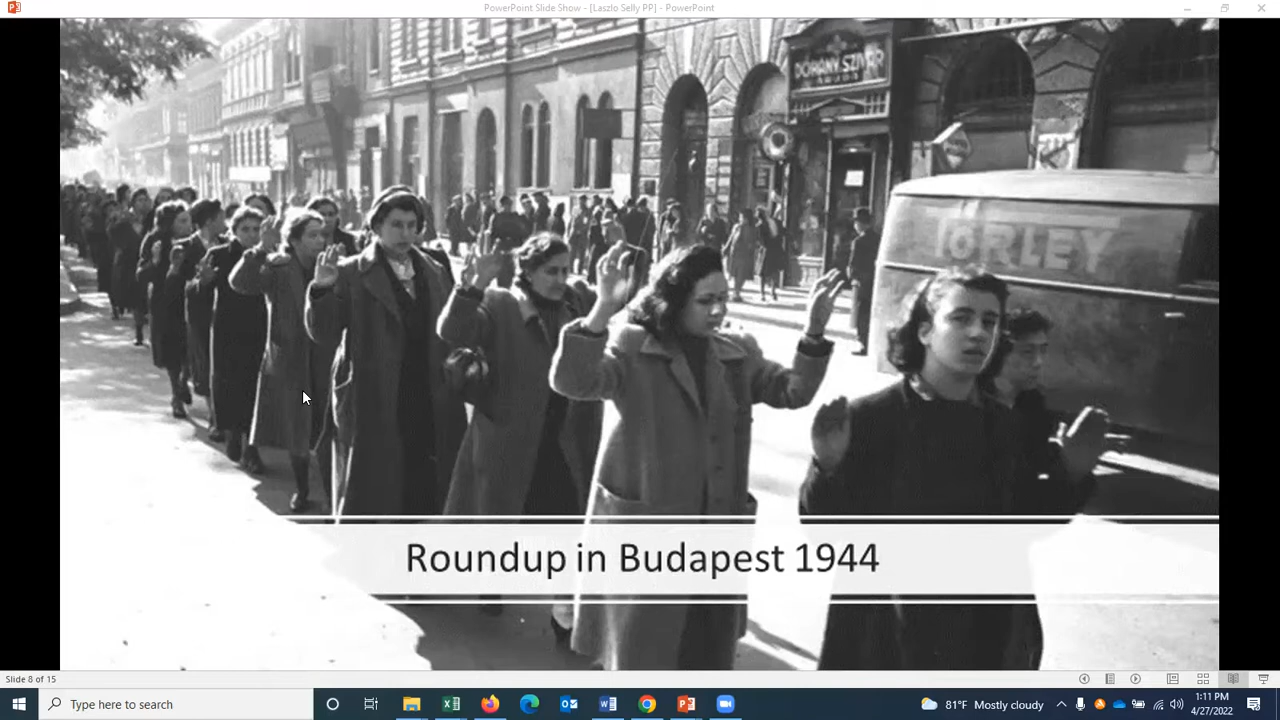 PowerPoint Slide Show - [Laszlo Selly PP] - PowerPoint
DOHÁNY SZIVAR
TÖRLEY
Roundup in Budapest 1944
Slide 8 of 15
Type here to search
81°F Mostly cloudy
1:11 PM
4/27/2022